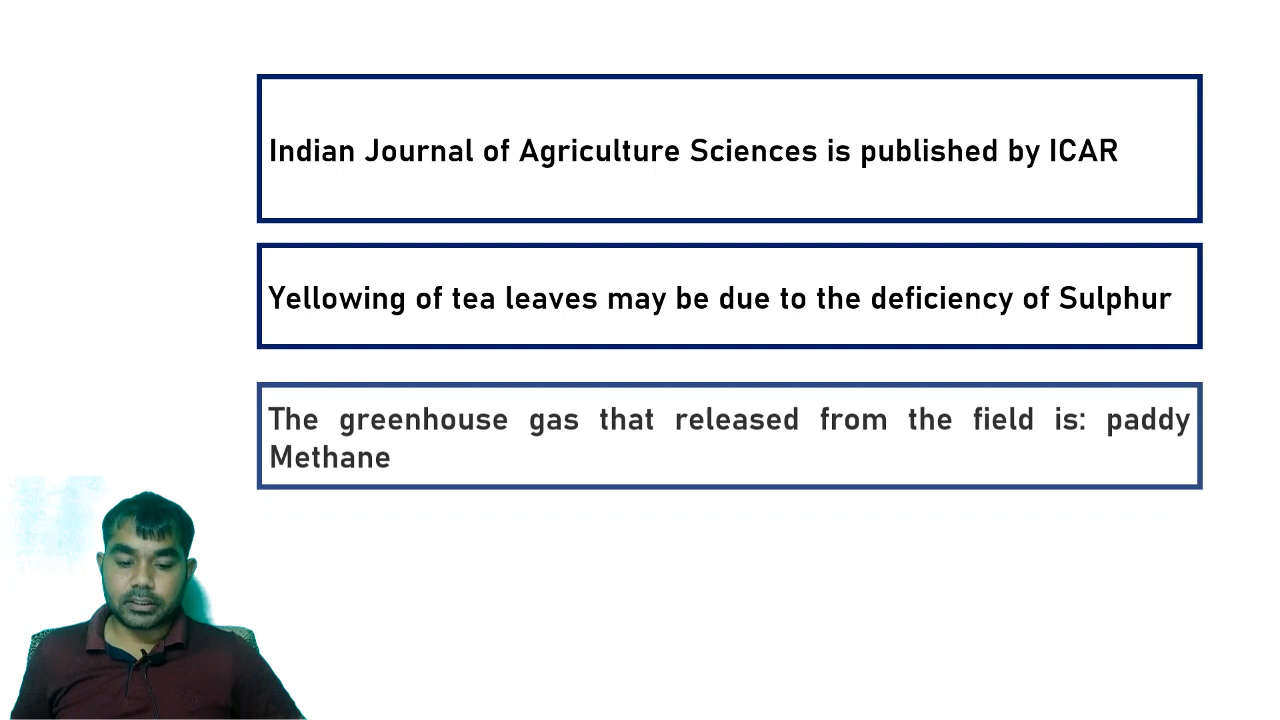 Indian Journal of Agriculture Sciences is published by ICAR
Yellowing of tea leaves may be due to the deficiency of Sulphur
The greenhouse gas that released from the field is: paddy
Methane